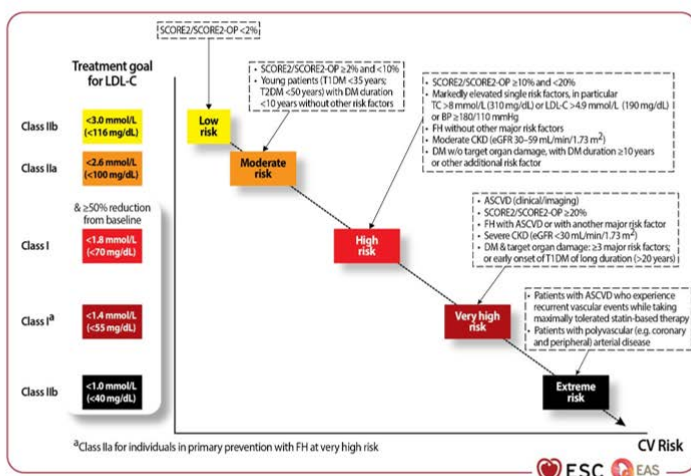 SCORE2/SCORE2-OP <2%
Treatment goal
for LDL-C
• SCORE2/SCORE2-OP ≥2% and <10%
• Young patients (T1DM <35 years;
T2DM <50 years) with DM duration
<10 years without other risk factors
• SCORE2/SCORE2-OP ≥10% and <20%
• Markedly elevated single risk factors, in particular
TC >8 mmol/L (310 mg/dL) or LDL-C >4.9 mmol/L (190 mg/dL)
or BP ≥180/110 mmHg
• FH without other major risk factors
• Moderate CKD (eGFR 30–59 mL/min/1.73 m²)
• DM w/o target organ damage, with DM duration ≥10 years
or other additional risk factor
Class IIb
<3.0 mmol/L
(<116 mg/dL)
Low
risk
Class IIa
<2.6 mmol/L
(<100 mg/dL)
Moderate
risk
& ≥50% reduction
from baseline
• ASCVD (clinical/imaging)
• SCORE2/SCORE2-OP ≥20%
• FH with ASCVD or with another major risk factor
• Severe CKD (eGFR <30 mL/min/1.73 m²)
• DM & target organ damage: ≥3 major risk factors;
or early onset of T1DM of long duration (>20 years)
Class I
<1.8 mmol/L
(<70 mg/dL)
High
risk
Class Iᵃ
<1.4 mmol/L
(<55 mg/dL)
Very high
risk
• Patients with ASCVD who experience
recurrent vascular events while taking
maximally tolerated statin-based therapy
• Patients with polyvascular (e.g. coronary
and peripheral) arterial disease
Class IIb
<1.0 mmol/L
(<40 mg/dL)
Extreme
risk
ᵃClass IIa for individuals in primary prevention with FH at very high risk
CV Risk
ESC
EAS